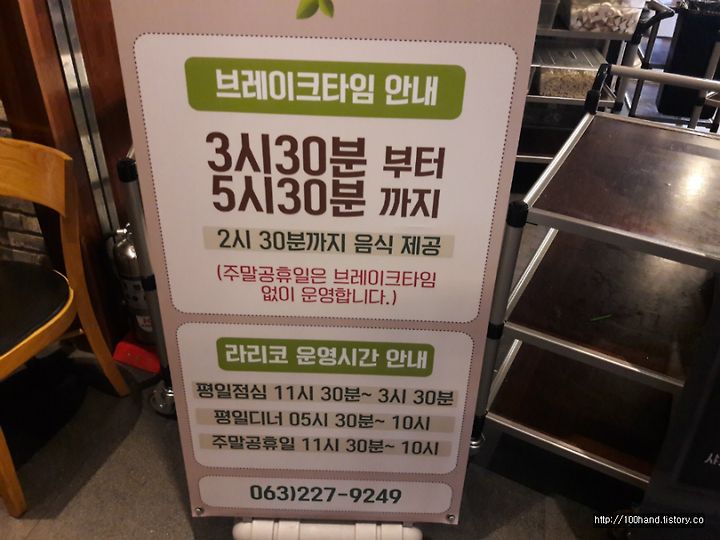 브레이크타임 안내
3시30분 부터
5시30분 까지
2시 30분까지 음식 제공
(주말공휴일은 브레이크타임
없이 운영합니다.)
라리코 운영시간 안내
평일점심 11시 30분~ 3시 30분
평일디너 05시 30분~ 10시
주말공휴일 11시 30분~ 10시
063)227-9249
http://100hand.listory.co